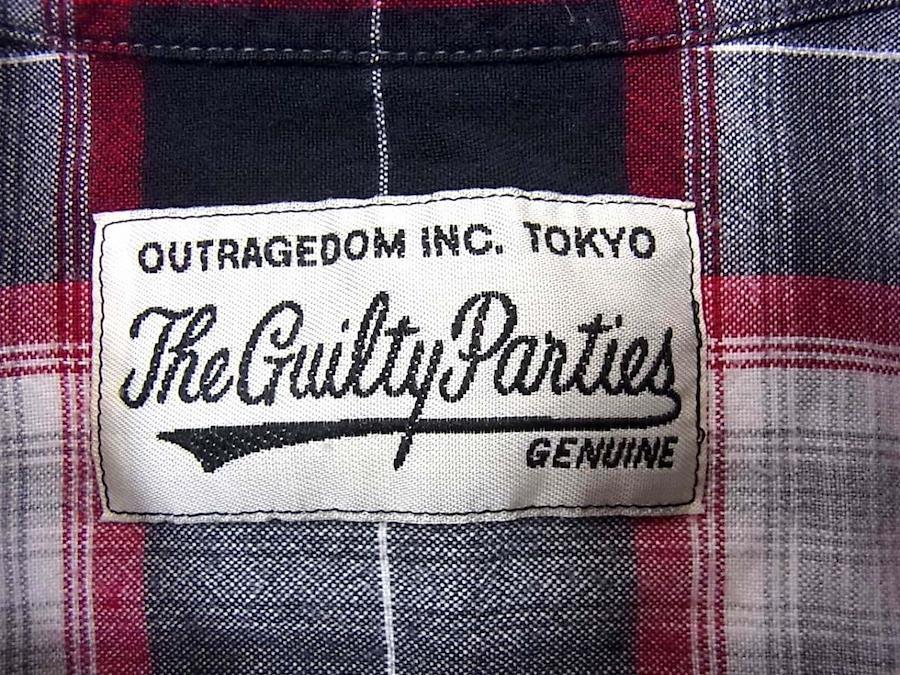 OUTRAGEDOM INC. TOKYO
The Guilty Parties
GENUINE